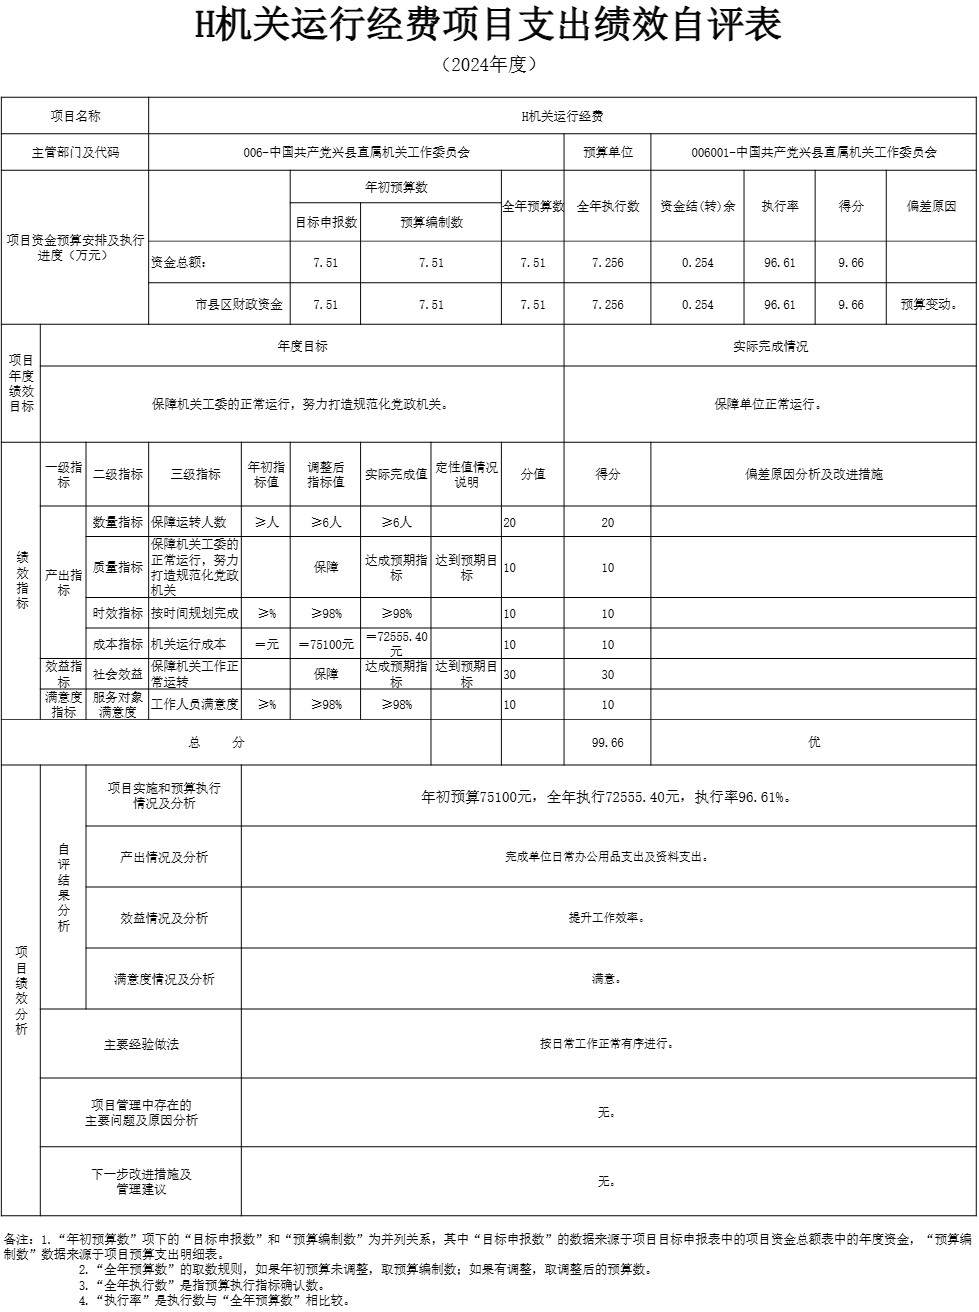 H机关运行经费项目支出绩效自评表
（2024年度）
项目名称 H机关运行经费
主管部门及代码 006-中国共产党兴县直属机关工作委员会 预算单位 006001-中国共产党兴县直属机关工作委员会
项目资金预算安排及执行
进度（万元）
年初预算数 全年预算数 全年执行数 资金结(转)余 执行率 得分 偏差原因
目标申报数 预算编制数
资金总额： 7.51 7.51 7.51 7.256 0.254 96.61 9.66
市县区财政资金 7.51 7.51 7.51 7.256 0.254 96.61 9.66 预算变动。
项目
年度
绩效
目标
年度目标 实际完成情况
保障机关工委的正常运行，努力打造规范化党政机关。 保障单位正常运行。
绩
效
指
标
一级指
标
二级指标 三级指标
年初指
标值
调整后
指标值
实际完成值
定性值情况
说明
分值 得分 偏差原因分析及改进措施
产出指
标
数量指标 保障运转人数 ≥人 ≥6人 ≥6人 20 20
质量指标
保障机关工委的
正常运行，努力
打造规范化党政
机关
保障
达成预期指
标
达到预期目
标
10 10
时效指标 按时间规划完成 ≥% ≥98% ≥98% 10 10
成本指标 机关运行成本 ＝元 ＝75100元
＝72555.40
元
10 10
效益指
标
社会效益
保障机关工作正
常运转
保障
达成预期指
标
达到预期目
标
30 30
满意度
指标
服务对象
满意度
工作人员满意度 ≥% ≥98% ≥98% 10 10
总 分 99.66 优
项
目
绩
效
分
析
自
评
结
果
分
析
项目实施和预算执行
情况及分析
年初预算75100元，全年执行72555.40元，执行率96.61%。
产出情况及分析 完成单位日常办公用品支出及资料支出。
效益情况及分析 提升工作效率。
满意度情况及分析 满意。
主要经验做法 按日常工作正常有序进行。
项目管理中存在的
主要问题及原因分析
无。
下一步改进措施及
管理建议
无。
备注：1.“年初预算数”项下的“目标申报数”和“预算编制数”为并列关系，其中“目标申报数”的数据来源于项目目标申报表中的项目资金总额表中的年度资金，“预算编
制数”数据来源于项目预算支出明细表。
2.“全年预算数”的取数规则，如果年初预算未调整，取预算编制数；如果有调整，取调整后的预算数。
3.“全年执行数”是指预算执行指标确认数。
4.“执行率”是执行数与“全年预算数”相比较。